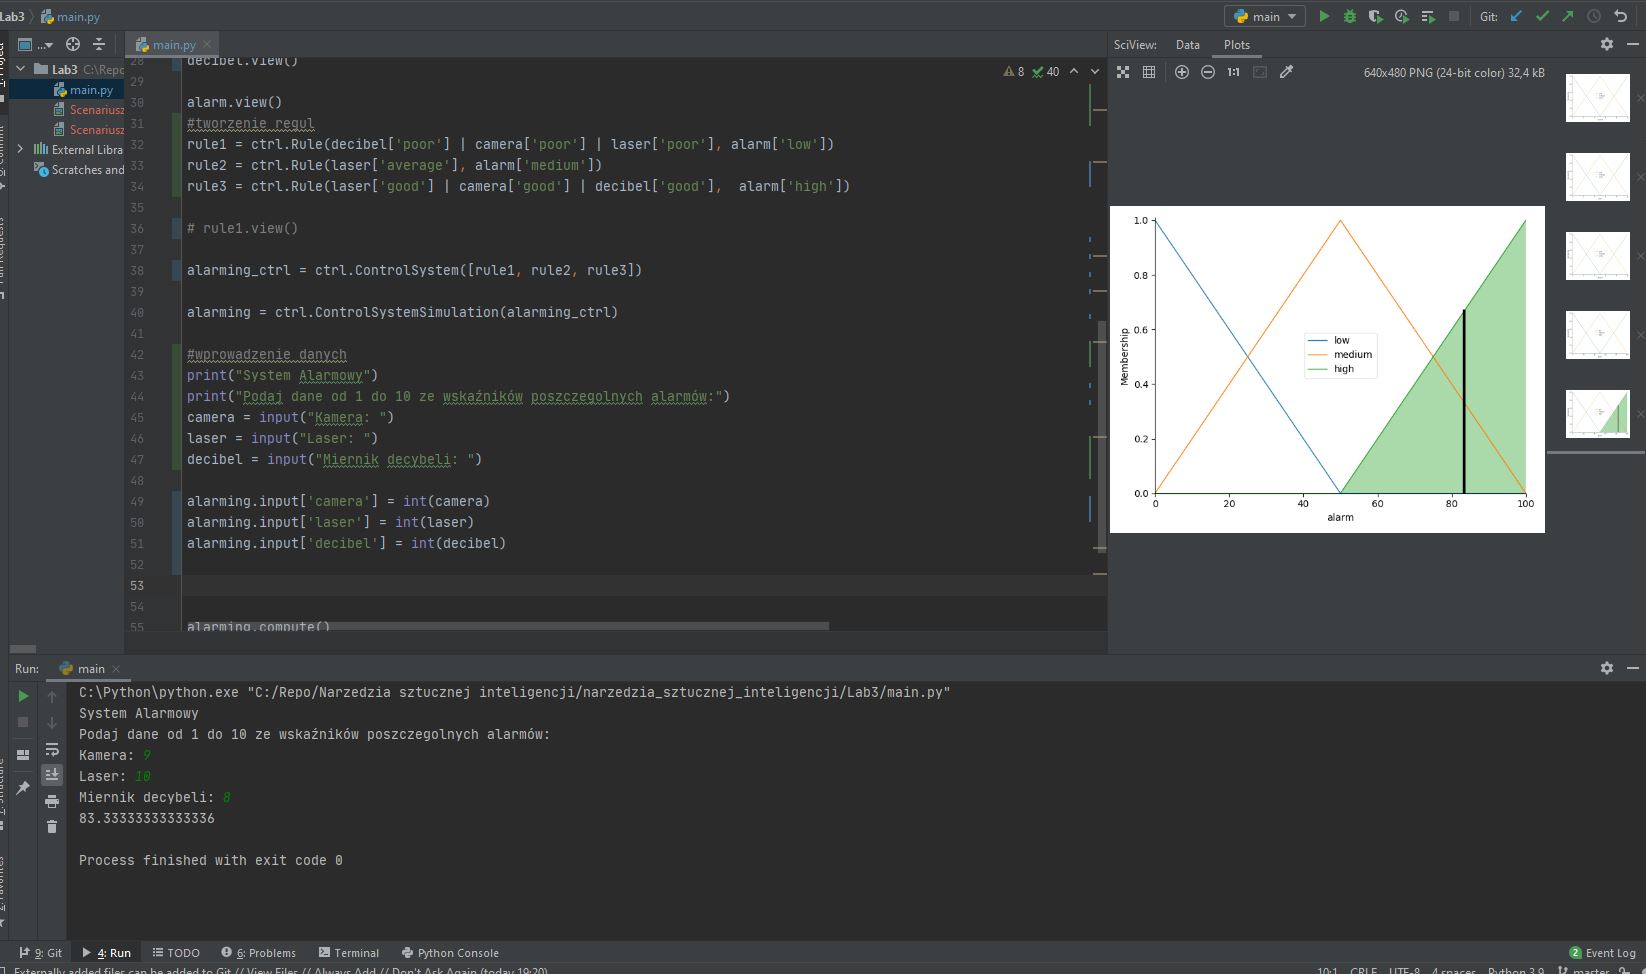 Lab3 main.py
main
Git:
main.py
SciView: Data Plots
Lab3 C:\Repo
main.py
Scenariusz
Scenariusz
External Libra
Scratches and
8 40
1:1
640x480 PNG (24-bit color) 32,4 kB
28 decibel.view()
29
30 alarm.view()
31 #tworzenie regul
32 rule1 = ctrl.Rule(decibel['poor'] | camera['poor'] | laser['poor'], alarm['low'])
33 rule2 = ctrl.Rule(laser['average'], alarm['medium'])
34 rule3 = ctrl.Rule(laser['good'] | camera['good'] | decibel['good'],  alarm['high'])
35
36 # rule1.view()
37
38 alarming_ctrl = ctrl.ControlSystem([rule1, rule2, rule3])
39
40 alarming = ctrl.ControlSystemSimulation(alarming_ctrl)
41
42 #wprowadzenie danych
43 print("System Alarmowy")
44 print("Podaj dane od 1 do 10 ze wskaźników poszczegolnych alarmów:")
45 camera = input("Kamera: ")
46 laser = input("Laser: ")
47 decibel = input("Miernik decybeli: ")
48
49 alarming.input['camera'] = int(camera)
50 alarming.input['laser'] = int(laser)
51 alarming.input['decibel'] = int(decibel)
52
53
54
55 alarming.compute()
1.0
0.8
0.6
0.4
0.2
0.0
Membership
low
medium
high
0 20 40 60 80 100
alarm
Run: main
C:\Python\python.exe "C:/Repo/Narzedzia sztucznej inteligencji/narzedzia_sztucznej_inteligencji/Lab3/main.py"
System Alarmowy
Podaj dane od 1 do 10 ze wskaźników poszczegolnych alarmów:
Kamera: 9
Laser: 10
Miernik decybeli: 8
83.33333333333336
Process finished with exit code 0
9: Git 4: Run TODO 6: Problems Terminal Python Console
2 Event Log
Externally added files can be added to Git // View Files // Always Add // Don't Ask Again (today 19:20)
10:1 CRLF UTF-8 4 spaces Python 3.9 master